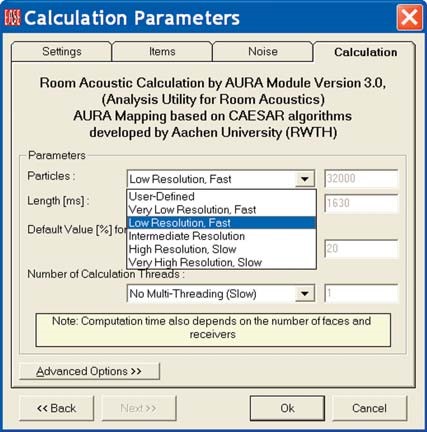 EASE Calculation Parameters
Settings Items Noise Calculation
Room Acoustic Calculation by AURA Module Version 3.0,
(Analysis Utility for Room Acoustics)
AURA Mapping based on CAESAR algorithms
developed by Aachen University (RWTH)
Parameters
Particles: Low Resolution, Fast 32000
User-Defined
Length [ms] : 1630
Very Low Resolution, Fast
Low Resolution, Fast
Default Value [%] for
Intermediate Resolution
High Resolution, Slow 20
Very High Resolution, Slow
Number of Calculation Threads :
No Multi-Threading (Slow) 1
Note: Computation time also depends on the number of faces and
receivers
Advanced Options >>
<< Back Next >> Ok Cancel